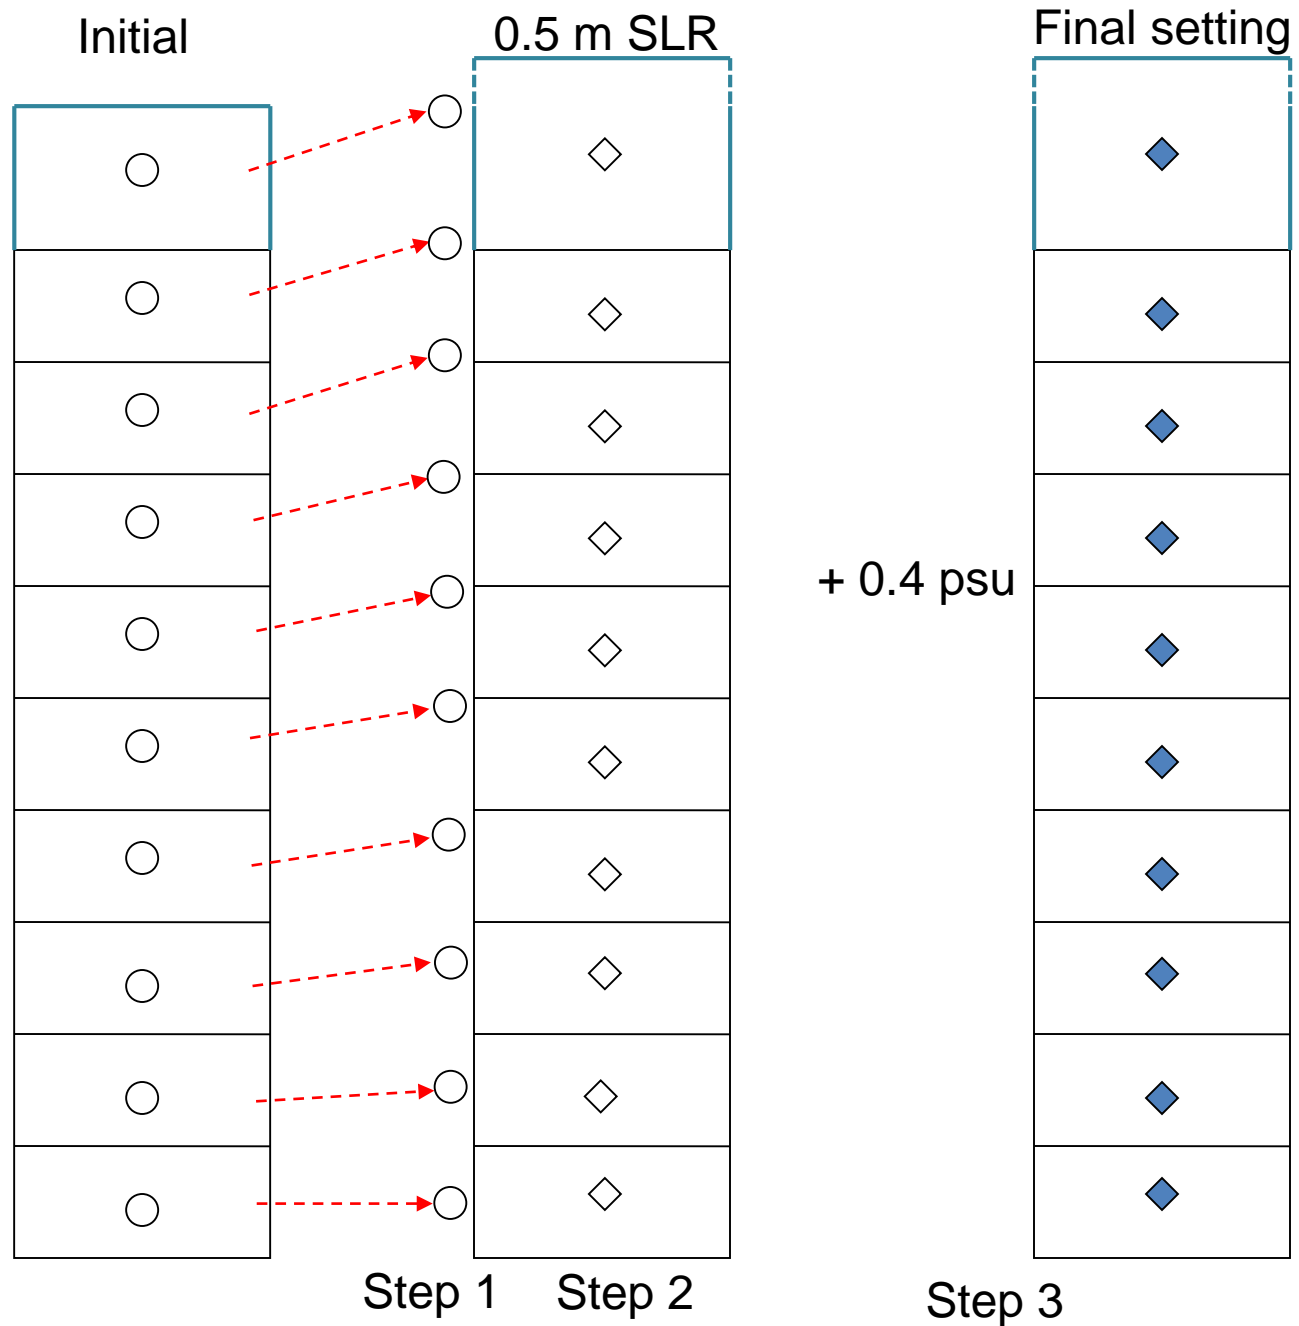 Initial
0.5 m SLR
Final setting
+ 0.4 psu
Step 1
Step 2
Step 3